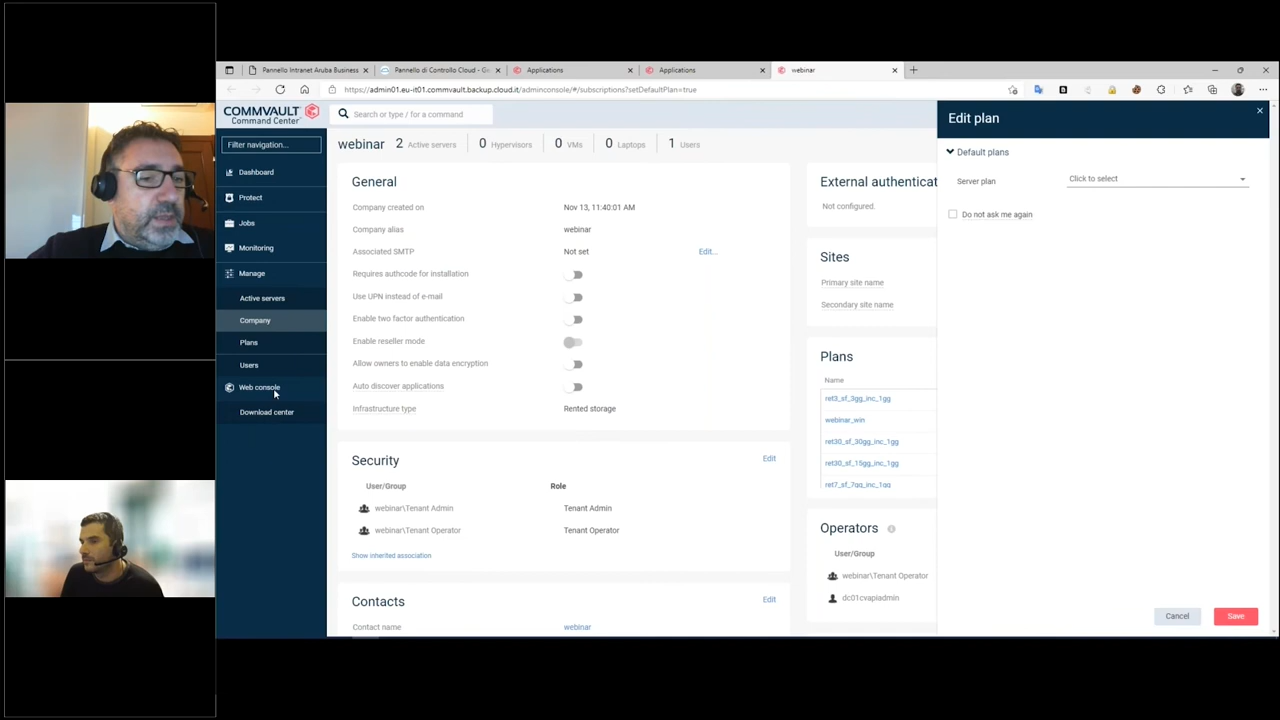 Pannello Intranet Aruba Business
Pannello di Controllo Cloud - G
Applications
Applications
webinar
https://admin01.eu-it01.commvault.backup.cloud.it/adminconsole/#/subscriptions?setDefaultPlan=true
COMMVAULT
Command Center
Search or type / for a command
Filter navigation...
Dashboard
Protect
Jobs
Monitoring
Manage
Active servers
Company
Plans
Users
Web console
Download center
webinar
2 Active servers
0 Hypervisors
0 VMs
0 Laptops
1 Users
General
Company created on Nov 13, 11:40:01 AM
Company alias webinar
Associated SMTP Not set Edit...
Requires authcode for installation
Use UPN instead of e-mail
Enable two factor authentication
Enable reseller mode
Allow owners to enable data encryption
Auto discover applications
Infrastructure type Rented storage
Security Edit
User/Group Role
webinar\Tenant Admin Tenant Admin
webinar\Tenant Operator Tenant Operator
Show inherited association
Contacts Edit
Contact name webinar
External authenticat
Not configured.
Sites
Primary site name
Secondary site name
Plans
Name
ret3_sf_3gg_inc_1gg
webinar_win
ret30_sf_30gg_inc_1gg
ret30_sf_15gg_inc_1gg
ret7_sf_7gg_inc_1gg
Operators
User/Group
webinar\Tenant Operator
dc01cvapiadmin
Edit plan
Default plans
Server plan Click to select
Do not ask me again
Cancel Save